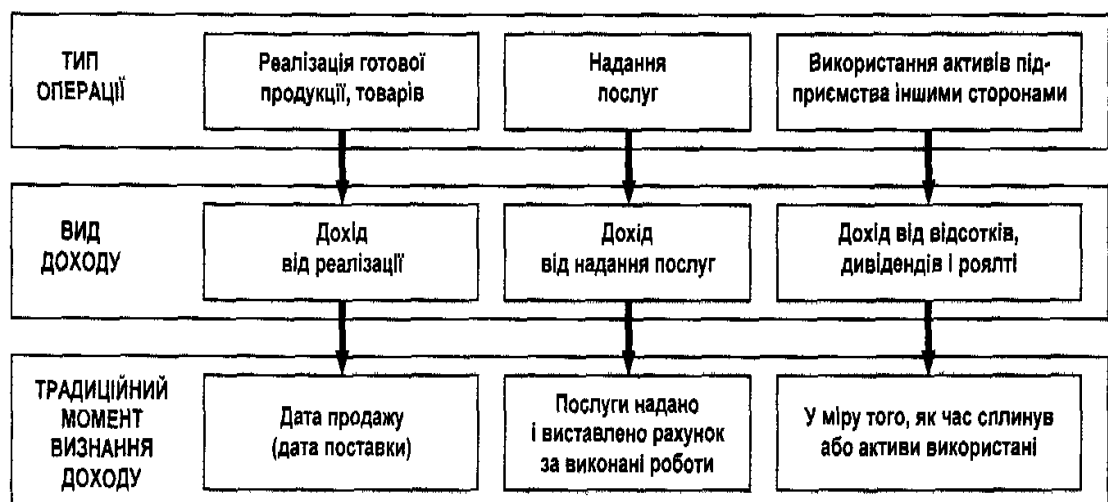 ТИП
ОПЕРАЦІЇ
Реалізація готової
продукції, товарів
Надання
послуг
Використання активів під-
приємства іншими сторонами
ВИД
ДОХОДУ
Дохід
від реалізації
Дохід
від надання послуг
Дохід від відсотків,
дивідендів і роялті
ТРАДИЦІЙНИЙ
МОМЕНТ
ВИЗНАННЯ
ДОХОДУ
Дата продажу
(дата поставки)
Послуги надано
і виставлено рахунок
за виконані роботи
У міру того, як час сплинув
або активи використані